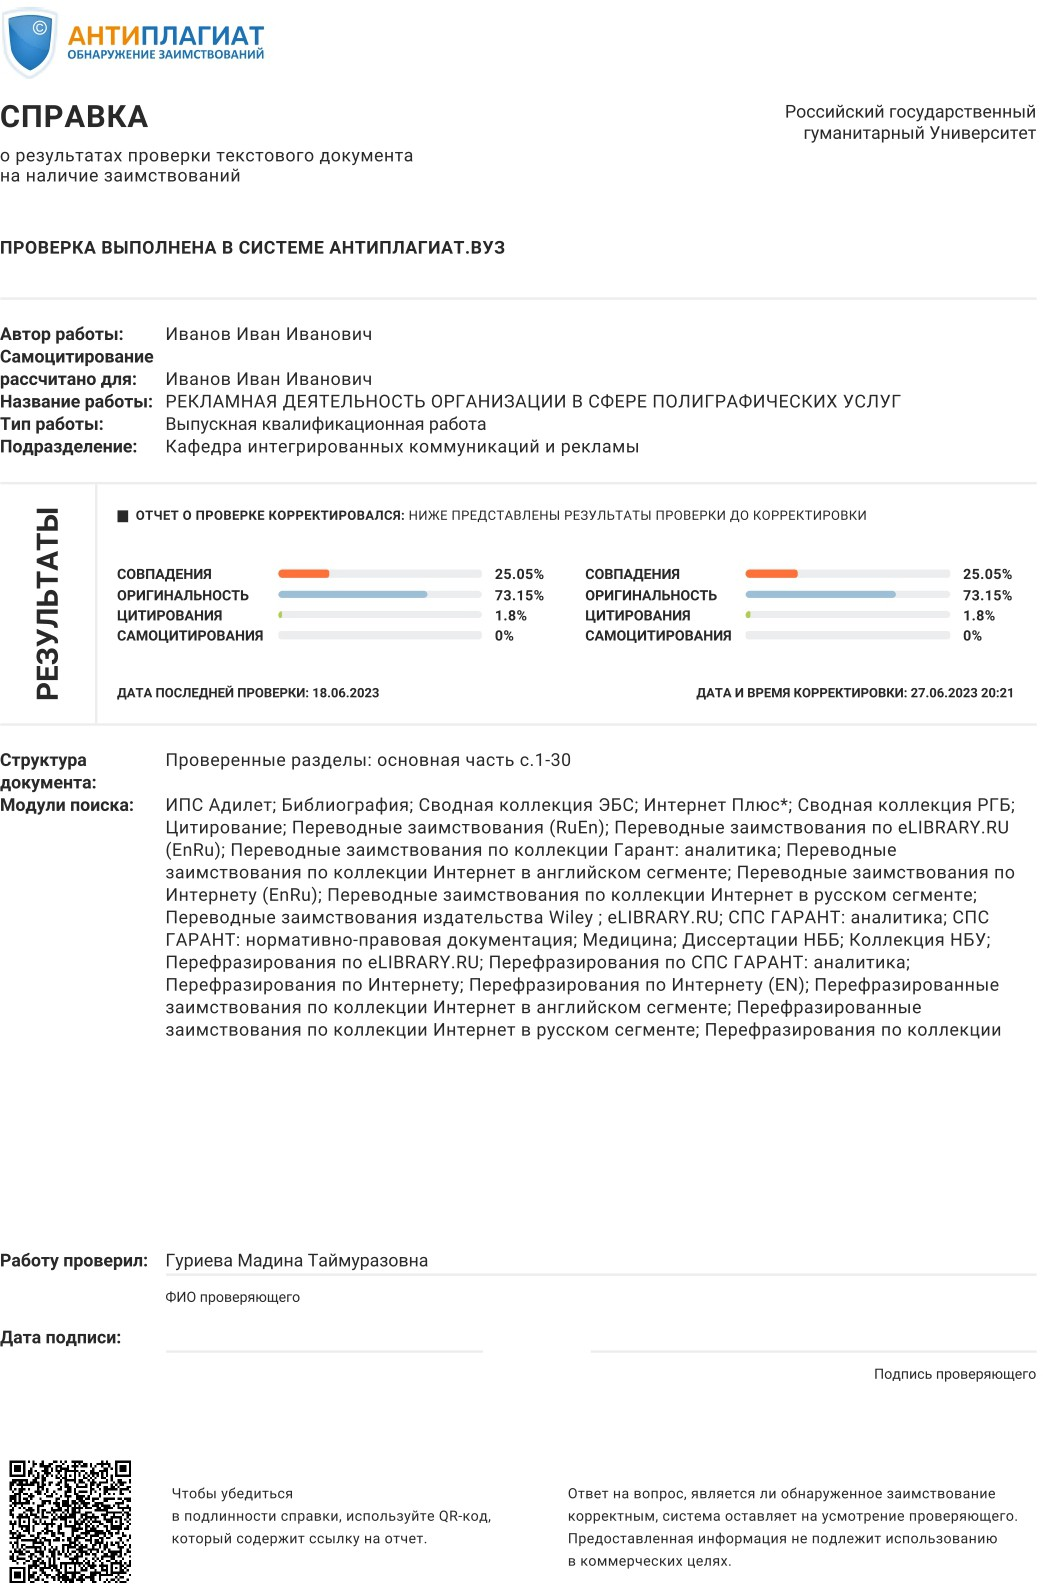 ©
АНТИПЛАГИАТ
ОБНАРУЖЕНИЕ ЗАИМСТВОВАНИЙ
СПРАВКА
о результатах проверки текстового документа
на наличие заимствований
Российский государственный
гуманитарный Университет
ПРОВЕРКА ВЫПОЛНЕНА В СИСТЕМЕ АНТИПЛАГИАТ.ВУЗ
Автор работы: Иванов Иван Иванович
Самоцитирование
рассчитано для: Иванов Иван Иванович
Название работы: РЕКЛАМНАЯ ДЕЯТЕЛЬНОСТЬ ОРГАНИЗАЦИИ В СФЕРЕ ПОЛИГРАФИЧЕСКИХ УСЛУГ
Тип работы: Выпускная квалификационная работа
Подразделение: Кафедра интегрированных коммуникаций и рекламы
РЕЗУЛЬТАТЫ
ОТЧЕТ О ПРОВЕРКЕ КОРРЕКТИРОВАЛСЯ: НИЖЕ ПРЕДСТАВЛЕНЫ РЕЗУЛЬТАТЫ ПРОВЕРКИ ДО КОРРЕКТИРОВКИ
СОВПАДЕНИЯ 25.05%
ОРИГИНАЛЬНОСТЬ 73.15%
ЦИТИРОВАНИЯ 1.8%
САМОЦИТИРОВАНИЯ 0%
СОВПАДЕНИЯ 25.05%
ОРИГИНАЛЬНОСТЬ 73.15%
ЦИТИРОВАНИЯ 1.8%
САМОЦИТИРОВАНИЯ 0%
ДАТА ПОСЛЕДНЕЙ ПРОВЕРКИ: 18.06.2023
ДАТА И ВРЕМЯ КОРРЕКТИРОВКИ: 27.06.2023 20:21
Структура Проверенные разделы: основная часть с.1-30
документа:
Модули поиска: ИПС Адилет; Библиография; Сводная коллекция ЭБС; Интернет Плюс*; Сводная коллекция РГБ;
Цитирование; Переводные заимствования (RuEn); Переводные заимствования по eLIBRARY.RU
(EnRu); Переводные заимствования по коллекции Гарант: аналитика; Переводные
заимствования по коллекции Интернет в английском сегменте; Переводные заимствования по
Интернету (EnRu); Переводные заимствования по коллекции Интернет в русском сегменте;
Переводные заимствования издательства Wiley ; eLIBRARY.RU; СПС ГАРАНТ: аналитика; СПС
ГАРАНТ: нормативно-правовая документация; Медицина; Диссертации НББ; Коллекция НБУ;
Перефразирования по eLIBRARY.RU; Перефразирования по СПС ГАРАНТ: аналитика;
Перефразирования по Интернету; Перефразирования по Интернету (EN); Перефразированные
заимствования по коллекции Интернет в английском сегменте; Перефразированные
заимствования по коллекции Интернет в русском сегменте; Перефразирования по коллекции
Работу проверил: Гуриева Мадина Таймуразовна
ФИО проверяющего
Дата подписи:
Подпись проверяющего
Чтобы убедиться
в подлинности справки, используйте QR-код,
который содержит ссылку на отчет.
Ответ на вопрос, является ли обнаруженное заимствование
корректным, система оставляет на усмотрение проверяющего.
Предоставленная информация не подлежит использованию
в коммерческих целях.